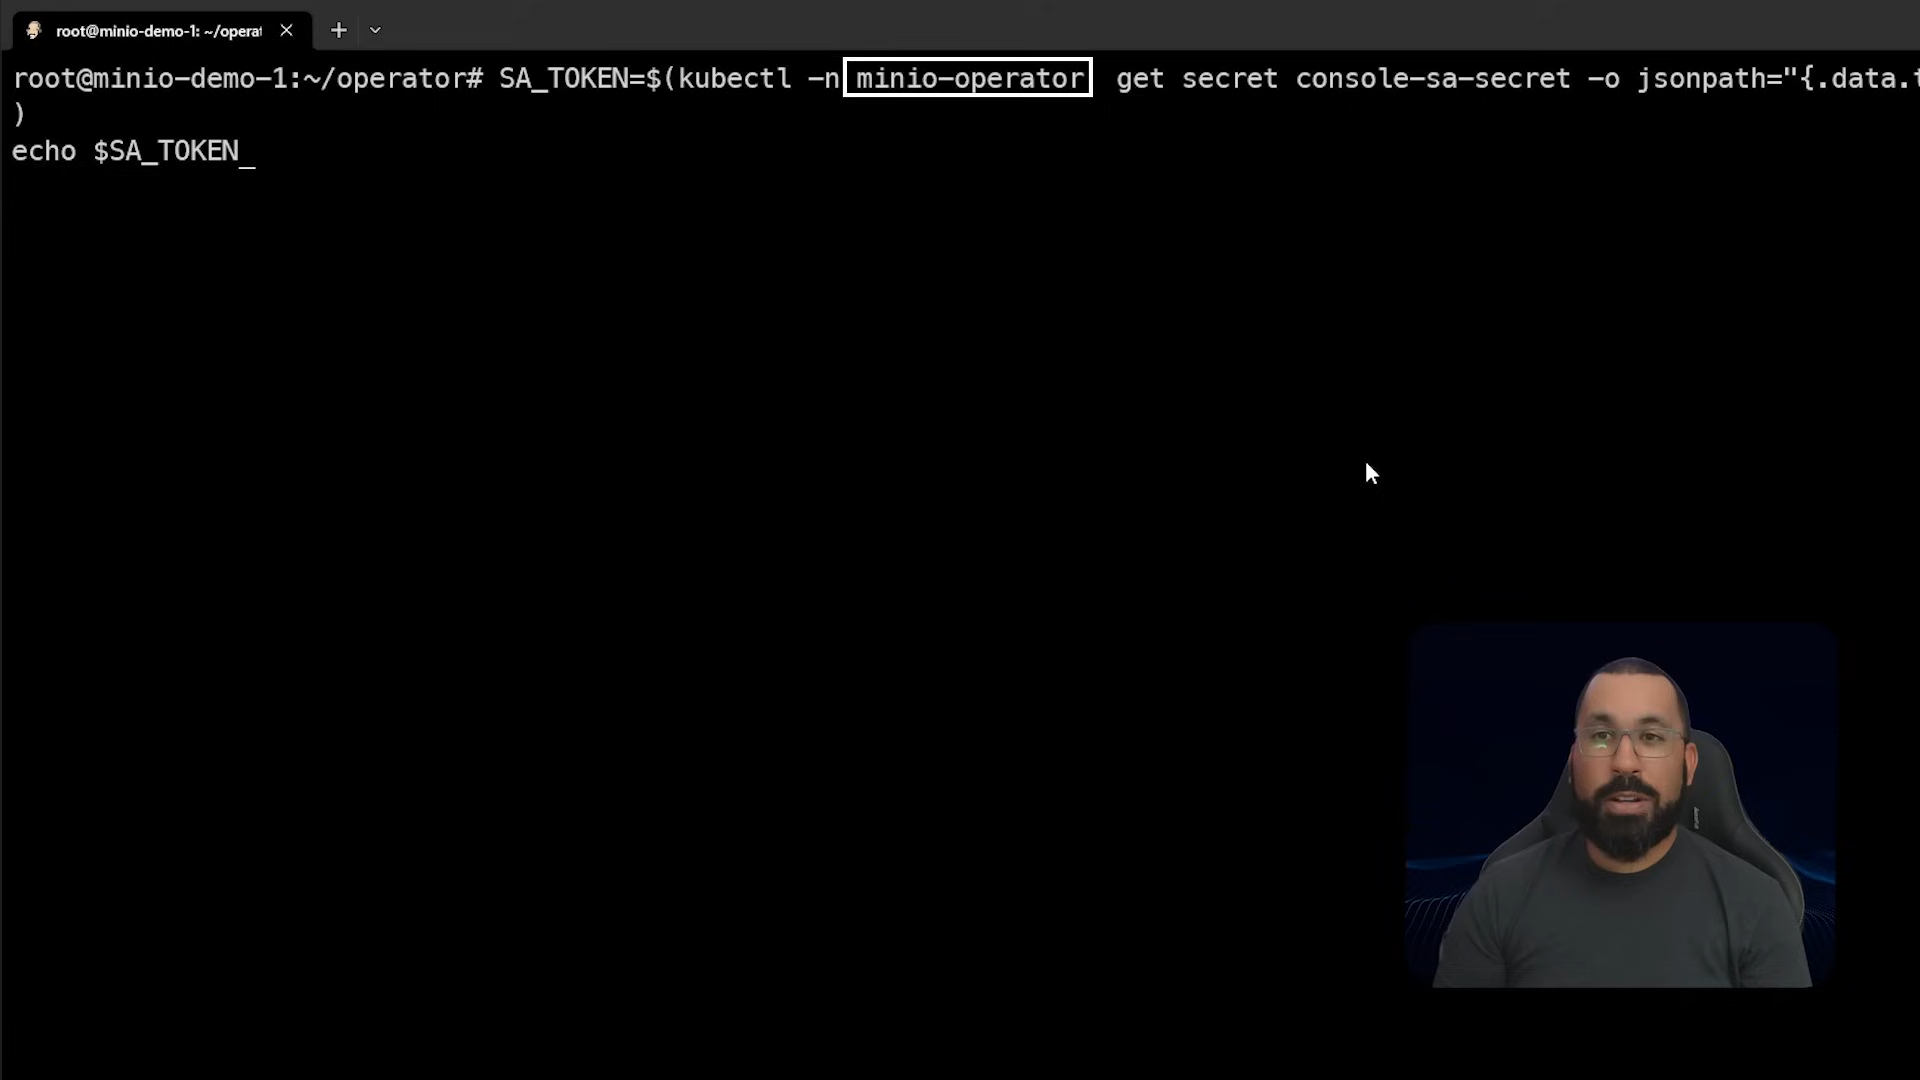 root@minio-demo-1: ~/operat
root@minio-demo-1:~/operator# SA_TOKEN=$(kubectl -n minio-operator get secret console-sa-secret -o jsonpath="{.data.t
)
echo $SA_TOKEN_